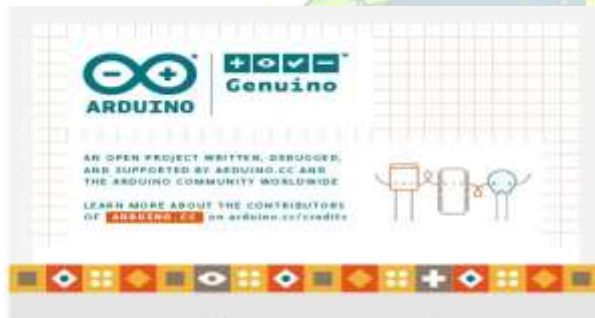 ARDUINO
Genuino
AN OPEN PROJECT WRITTEN, DEBUGGED,
AND SUPPORTED BY ARDUINO.CC AND
THE ARDUINO COMMUNITY WORLDWIDE
LEARN MORE ABOUT THE CONTRIBUTORS
OF ARDUINO.CC on arduino.cc/credits